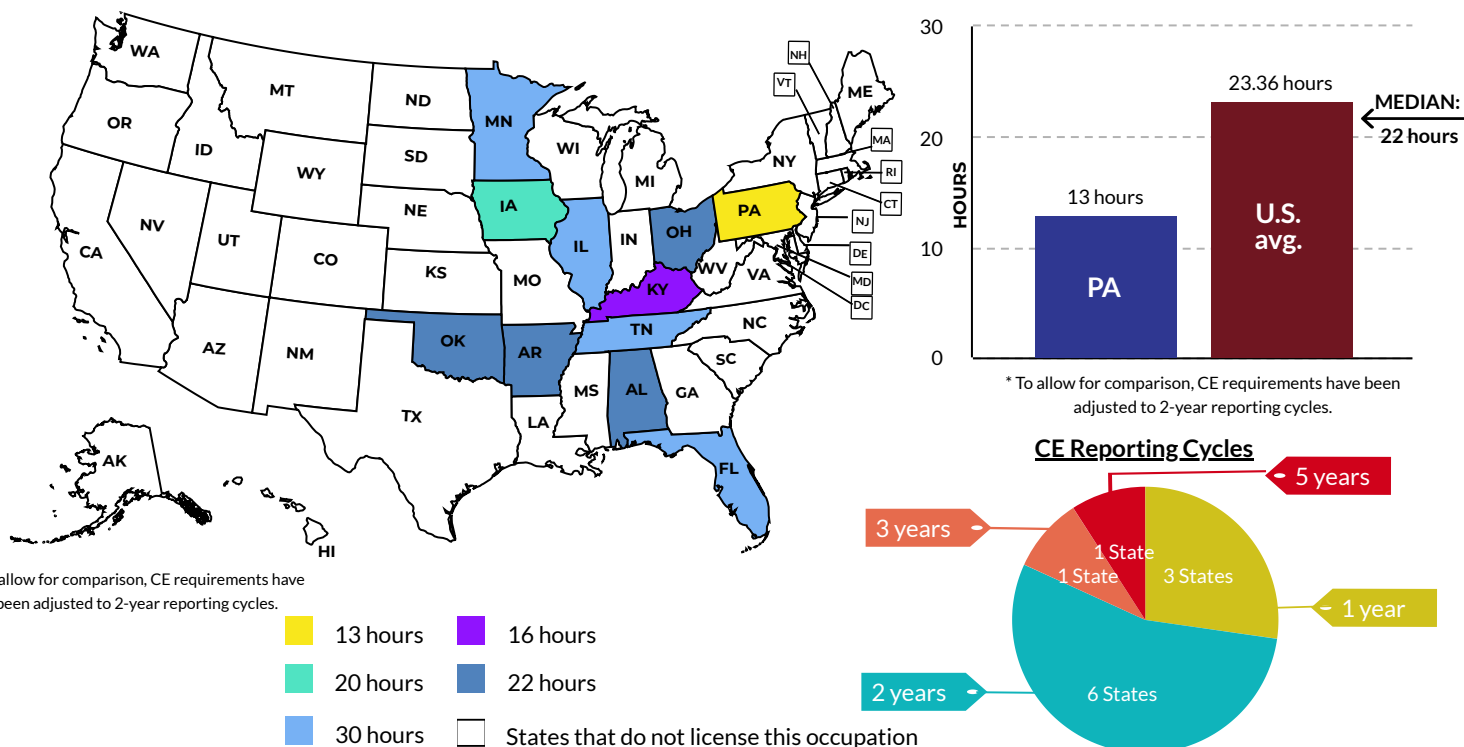 WA
MT
ND
MN
OR
ID
SD
WI
WY
MI
NY
ME
NH
VT
MA
RI
CT
NJ
DE
MD
DC
NE
IA
PA
NV
UT
IL
IN
OH
CA
CO
KS
MO
WV
VA
KY
AZ
NM
OK
AR
TN
NC
SC
TX
LA
MS
AL
GA
FL
AK
HI
allow for comparison, CE requirements have
been adjusted to 2-year reporting cycles.
13 hours
16 hours
20 hours
22 hours
30 hours
States that do not license this occupation
30
20
10
0
HOURS
13 hours
23.36 hours
MEDIAN:
22 hours
PA
U.S.
avg.
* To allow for comparison, CE requirements have been
adjusted to 2-year reporting cycles.
CE Reporting Cycles
5 years
3 years
1 State
1 State
3 States
1 year
2 years
6 States